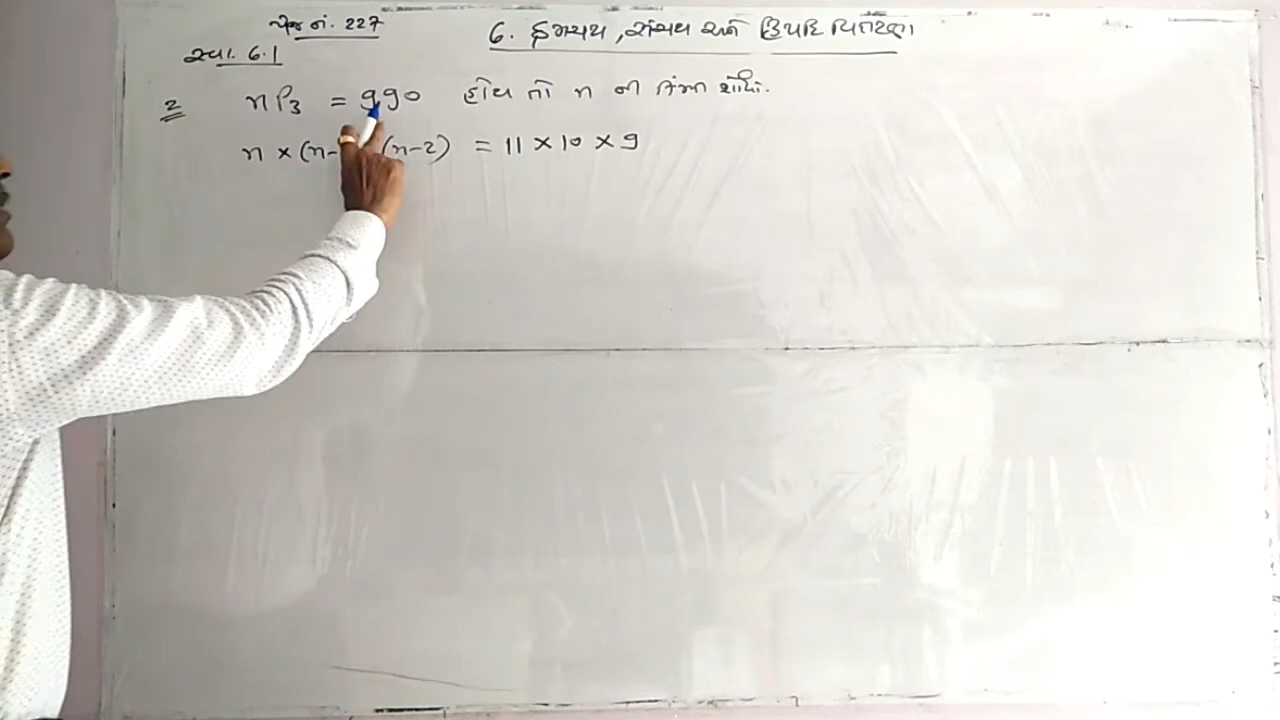 પેજ નં. 227
6. ક્રમચય, સંચય અને દ્વિપદિ વિતરણ
સ્વા. 6.1
2 nP3 = 990 હોય તો n ની કિંમત શોધો.
n × (n- (n-2) = 11 × 10 × 9